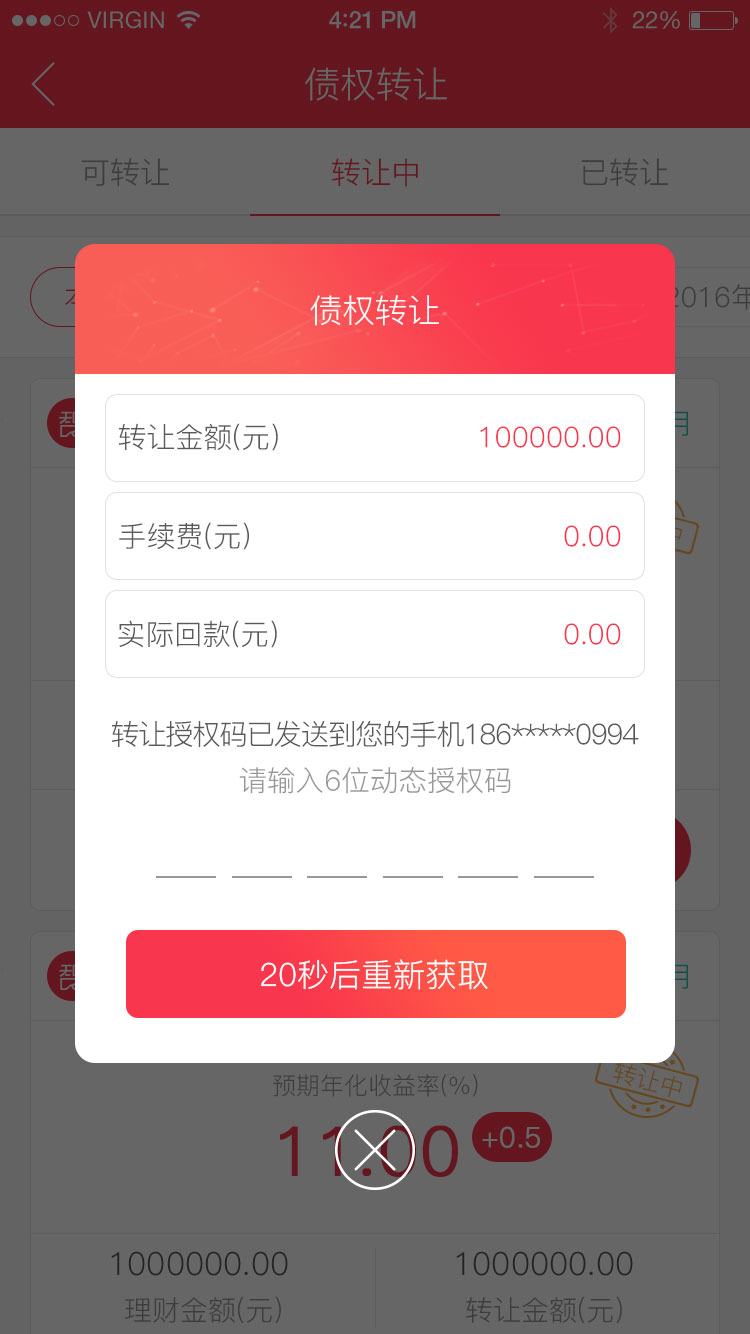 VIRGIN 4:21 PM 22%
债权转让
可转让 转让中 已转让
2016年
债权转让
转让金额(元) 100000.00
手续费(元) 0.00
实际回款(元) 0.00
转让授权码已发送到您的手机186*****0994
请输入6位动态授权码
20秒后重新获取
月
转让中
预期年化收益率(%)
11.00 +0.5
1000000.00 1000000.00
理财金额(元) 转让金额(元)